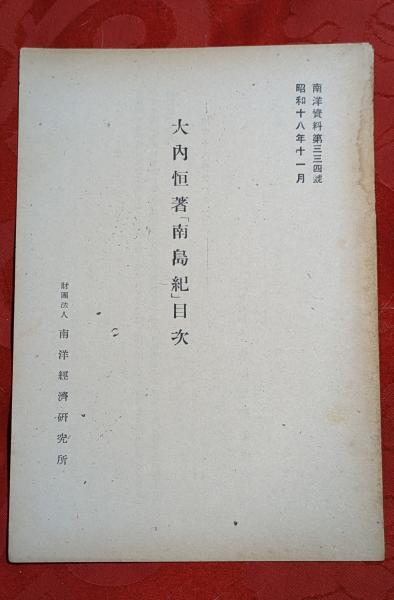 南洋資料第三三四號
昭和十八年十一月
大內恒著「南島紀」目次
財團法人 南洋經濟研究所